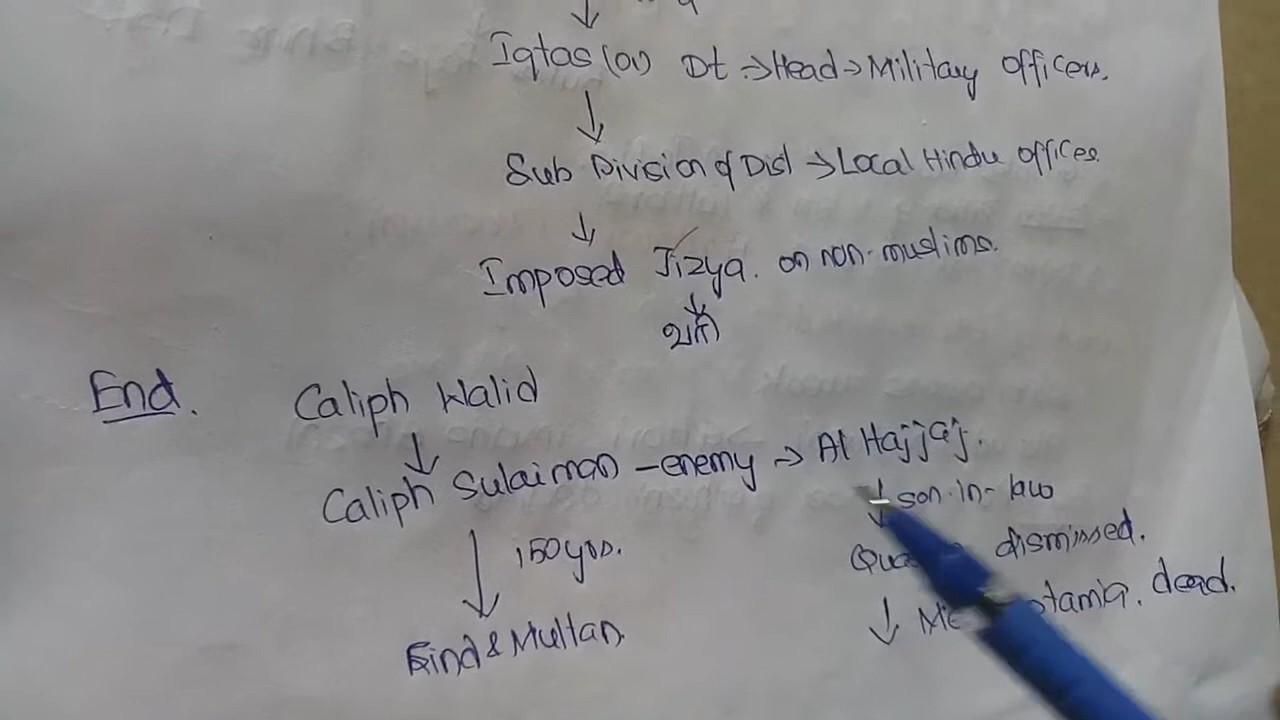 Iqtas (or) Dt → Head → Military officers.
↓
Sub Division of Dist → Local Hindu offices.
↓
Imposed Jizya. on non-muslims.
↓
வரி
End. Caliph Walid
↓
Caliph Sulaiman - enemy → Al Hajjaj.
↓ son-in-law
150 yrs. dismissed.
↓ dead.
Sind & Multan.